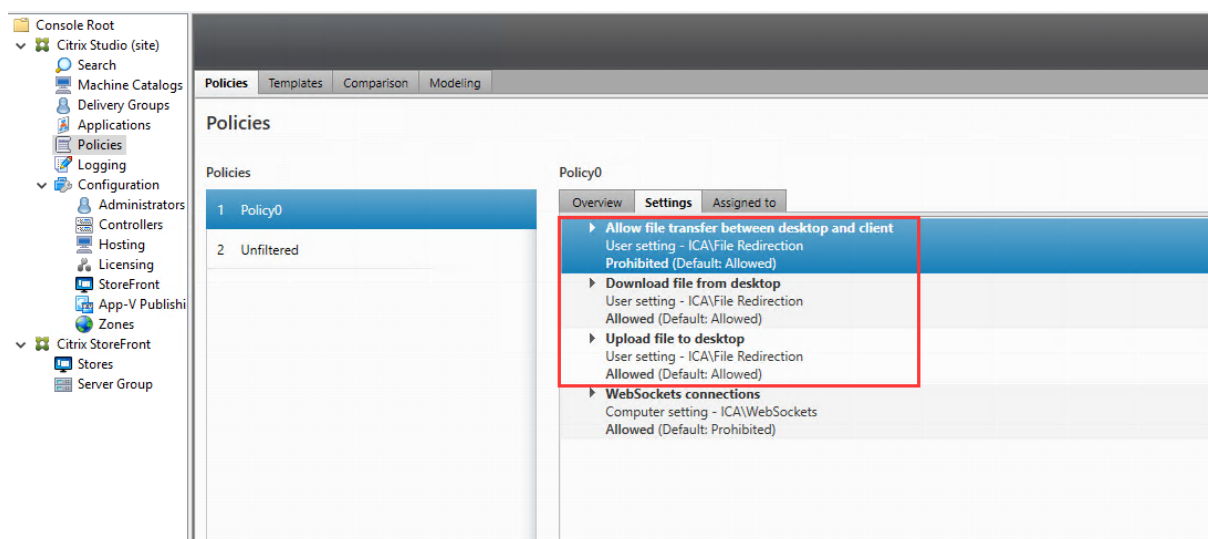 Console Root
Citrix Studio (site)
Search
Machine Catalogs
Delivery Groups
Applications
Policies
Logging
Configuration
Administrators
Controllers
Hosting
Licensing
StoreFront
App-V Publishi
Zones
Citrix StoreFront
Stores
Server Group
Policies Templates Comparison Modeling
Policies
Policies
1 Policy0
2 Unfiltered
Policy0
Overview Settings Assigned to
Allow file transfer between desktop and client
User setting - ICA\File Redirection
Prohibited (Default: Allowed)
Download file from desktop
User setting - ICA\File Redirection
Allowed (Default: Allowed)
Upload file to desktop
User setting - ICA\File Redirection
Allowed (Default: Allowed)
WebSockets connections
Computer setting - ICA\WebSockets
Allowed (Default: Prohibited)